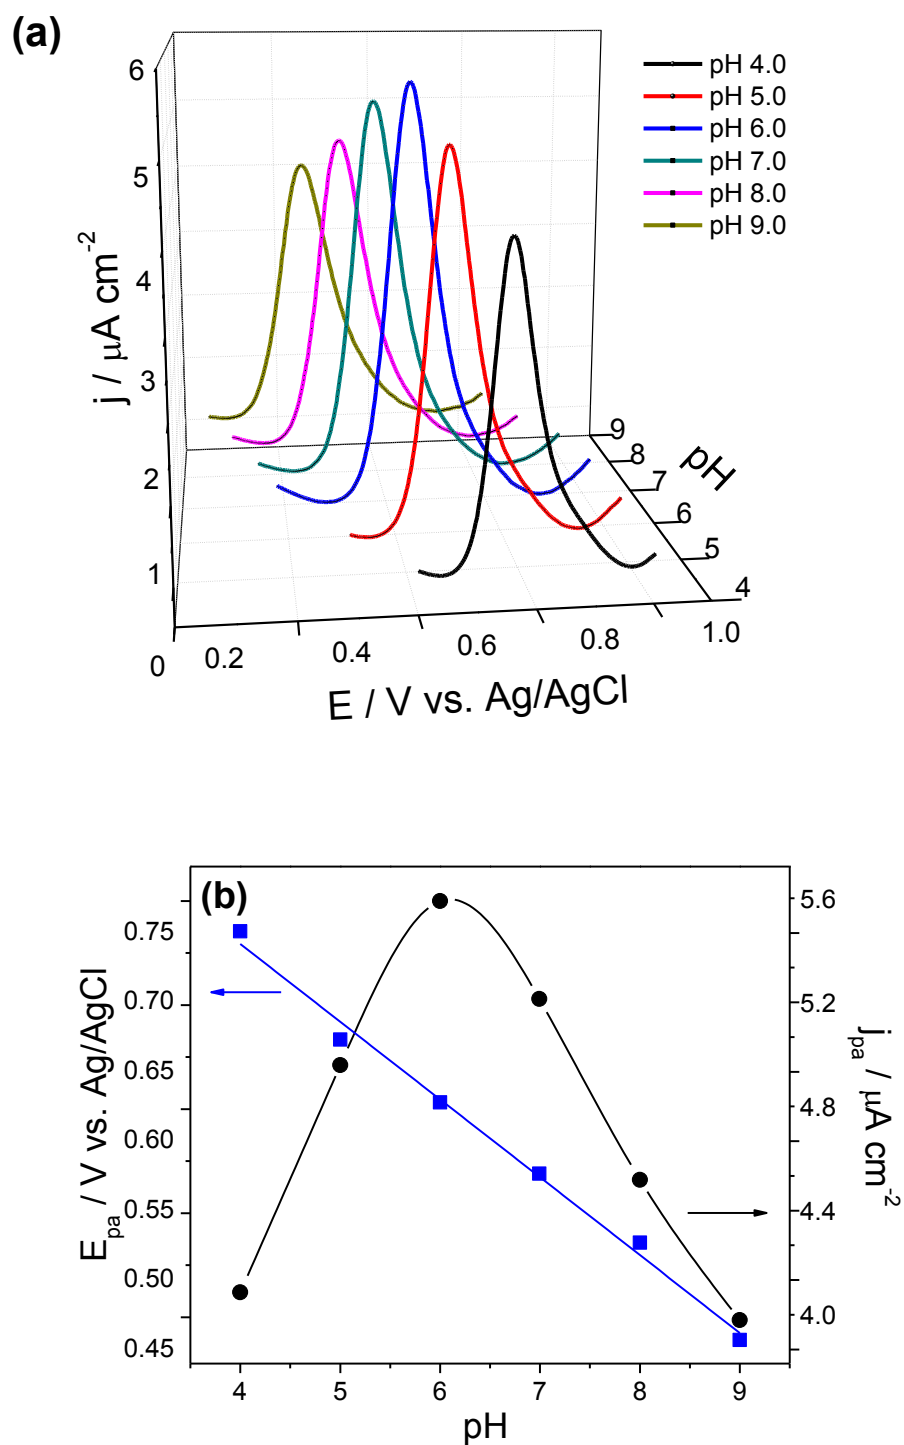 (a)
pH 4.0
pH 5.0
pH 6.0
pH 7.0
pH 8.0
pH 9.0
6
5
4
3
2
1
0
j / μA cm⁻²
0.2
0.4
0.6
0.8
1.0
E / V vs. Ag/AgCl
9
8
7
6
5
4
pH
(b)
0.75
0.70
0.65
0.60
0.55
0.50
0.45
E_pa / V vs. Ag/AgCl
5.6
5.2
4.8
4.4
4.0
j_pa / μA cm⁻²
4 5 6 7 8 9
pH